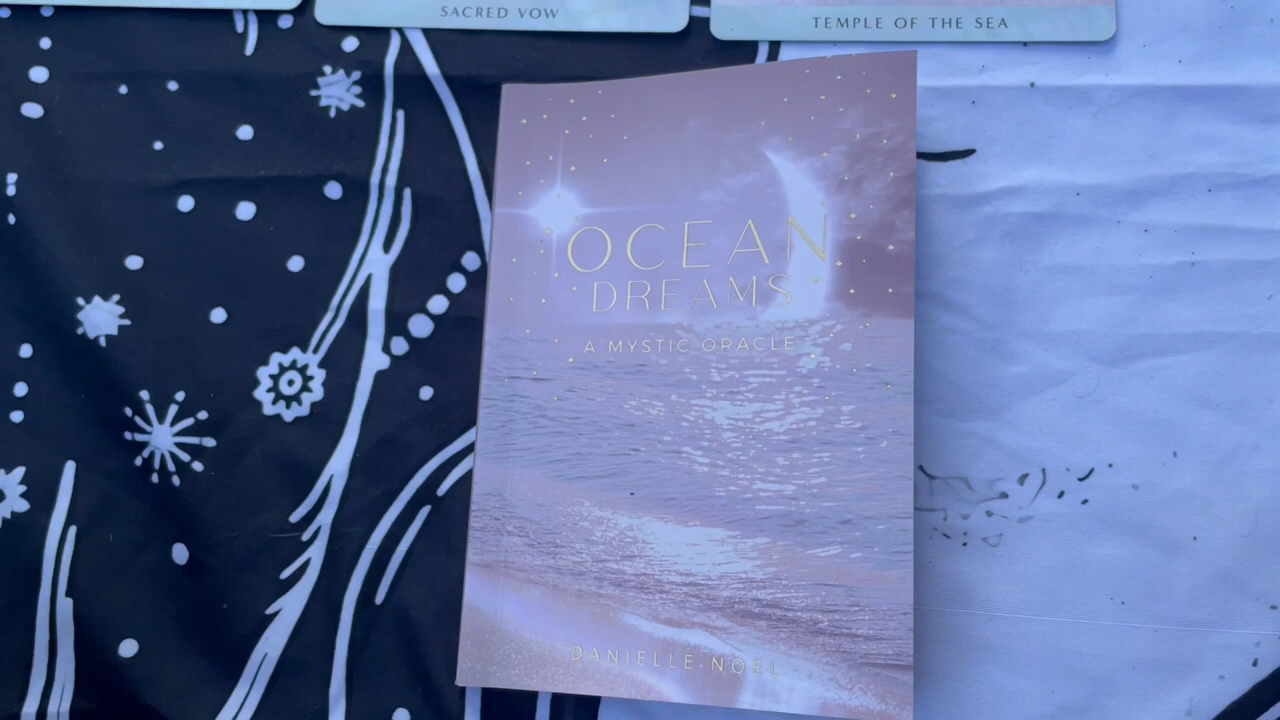 SACRED VOW
TEMPLE OF THE SEA
OCEAN
DREAMS
A MYSTIC ORACLE
DANIELLE NOEL